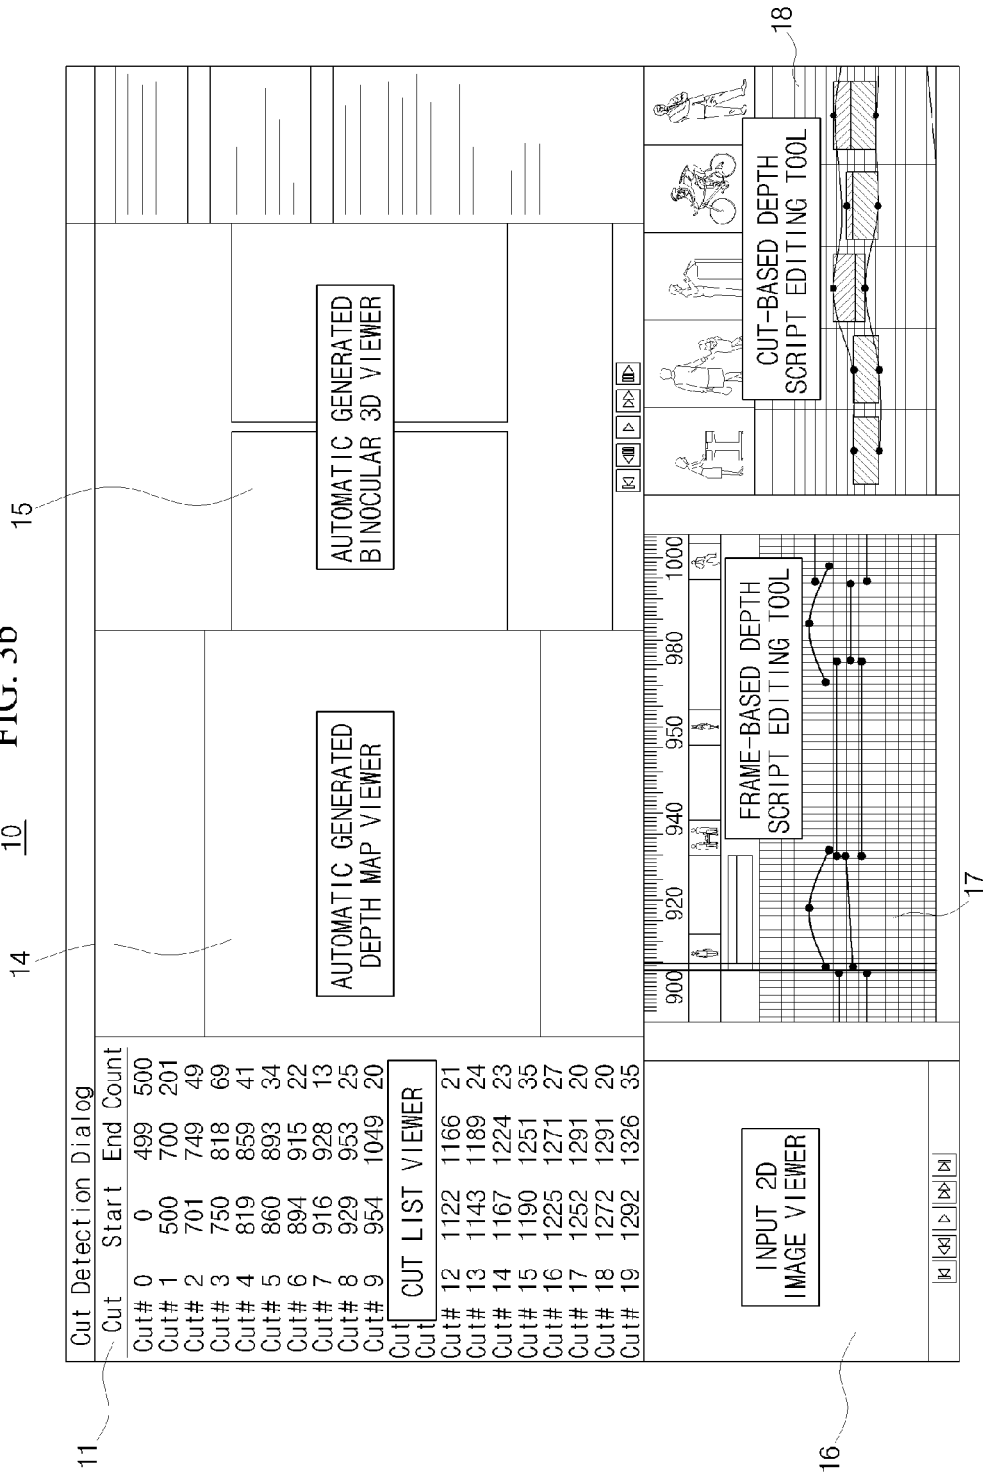 10
FIG. 3b
11
14
15
Cut Detection Dialog
Cut Start End Count
Cut# 0 0 499 500
Cut# 1 500 700 201
Cut# 2 701 749 49
Cut# 3 750 818 69
Cut# 4 819 859 41
Cut# 5 860 893 34
Cut# 6 894 915 22
Cut# 7 916 928 13
Cut# 8 929 953 25
Cut# 9 954 1049 20
Cut
Cut
CUT LIST VIEWER
Cut# 12 1122 1166 21
Cut# 13 1143 1189 24
Cut# 14 1167 1224 23
Cut# 15 1190 1251 35
Cut# 16 1225 1271 27
Cut# 17 1252 1291 20
Cut# 18 1272 1291 20
Cut# 19 1292 1326 35
AUTOMATIC GENERATED
DEPTH MAP VIEWER
AUTOMATIC GENERATED
BINOCULAR 3D VIEWER
INPUT 2D
IMAGE VIEWER
900 920 940 950 980 1000
FRAME-BASED DEPTH
SCRIPT EDITING TOOL
CUT-BASED DEPTH
SCRIPT EDITING TOOL
16
17
18